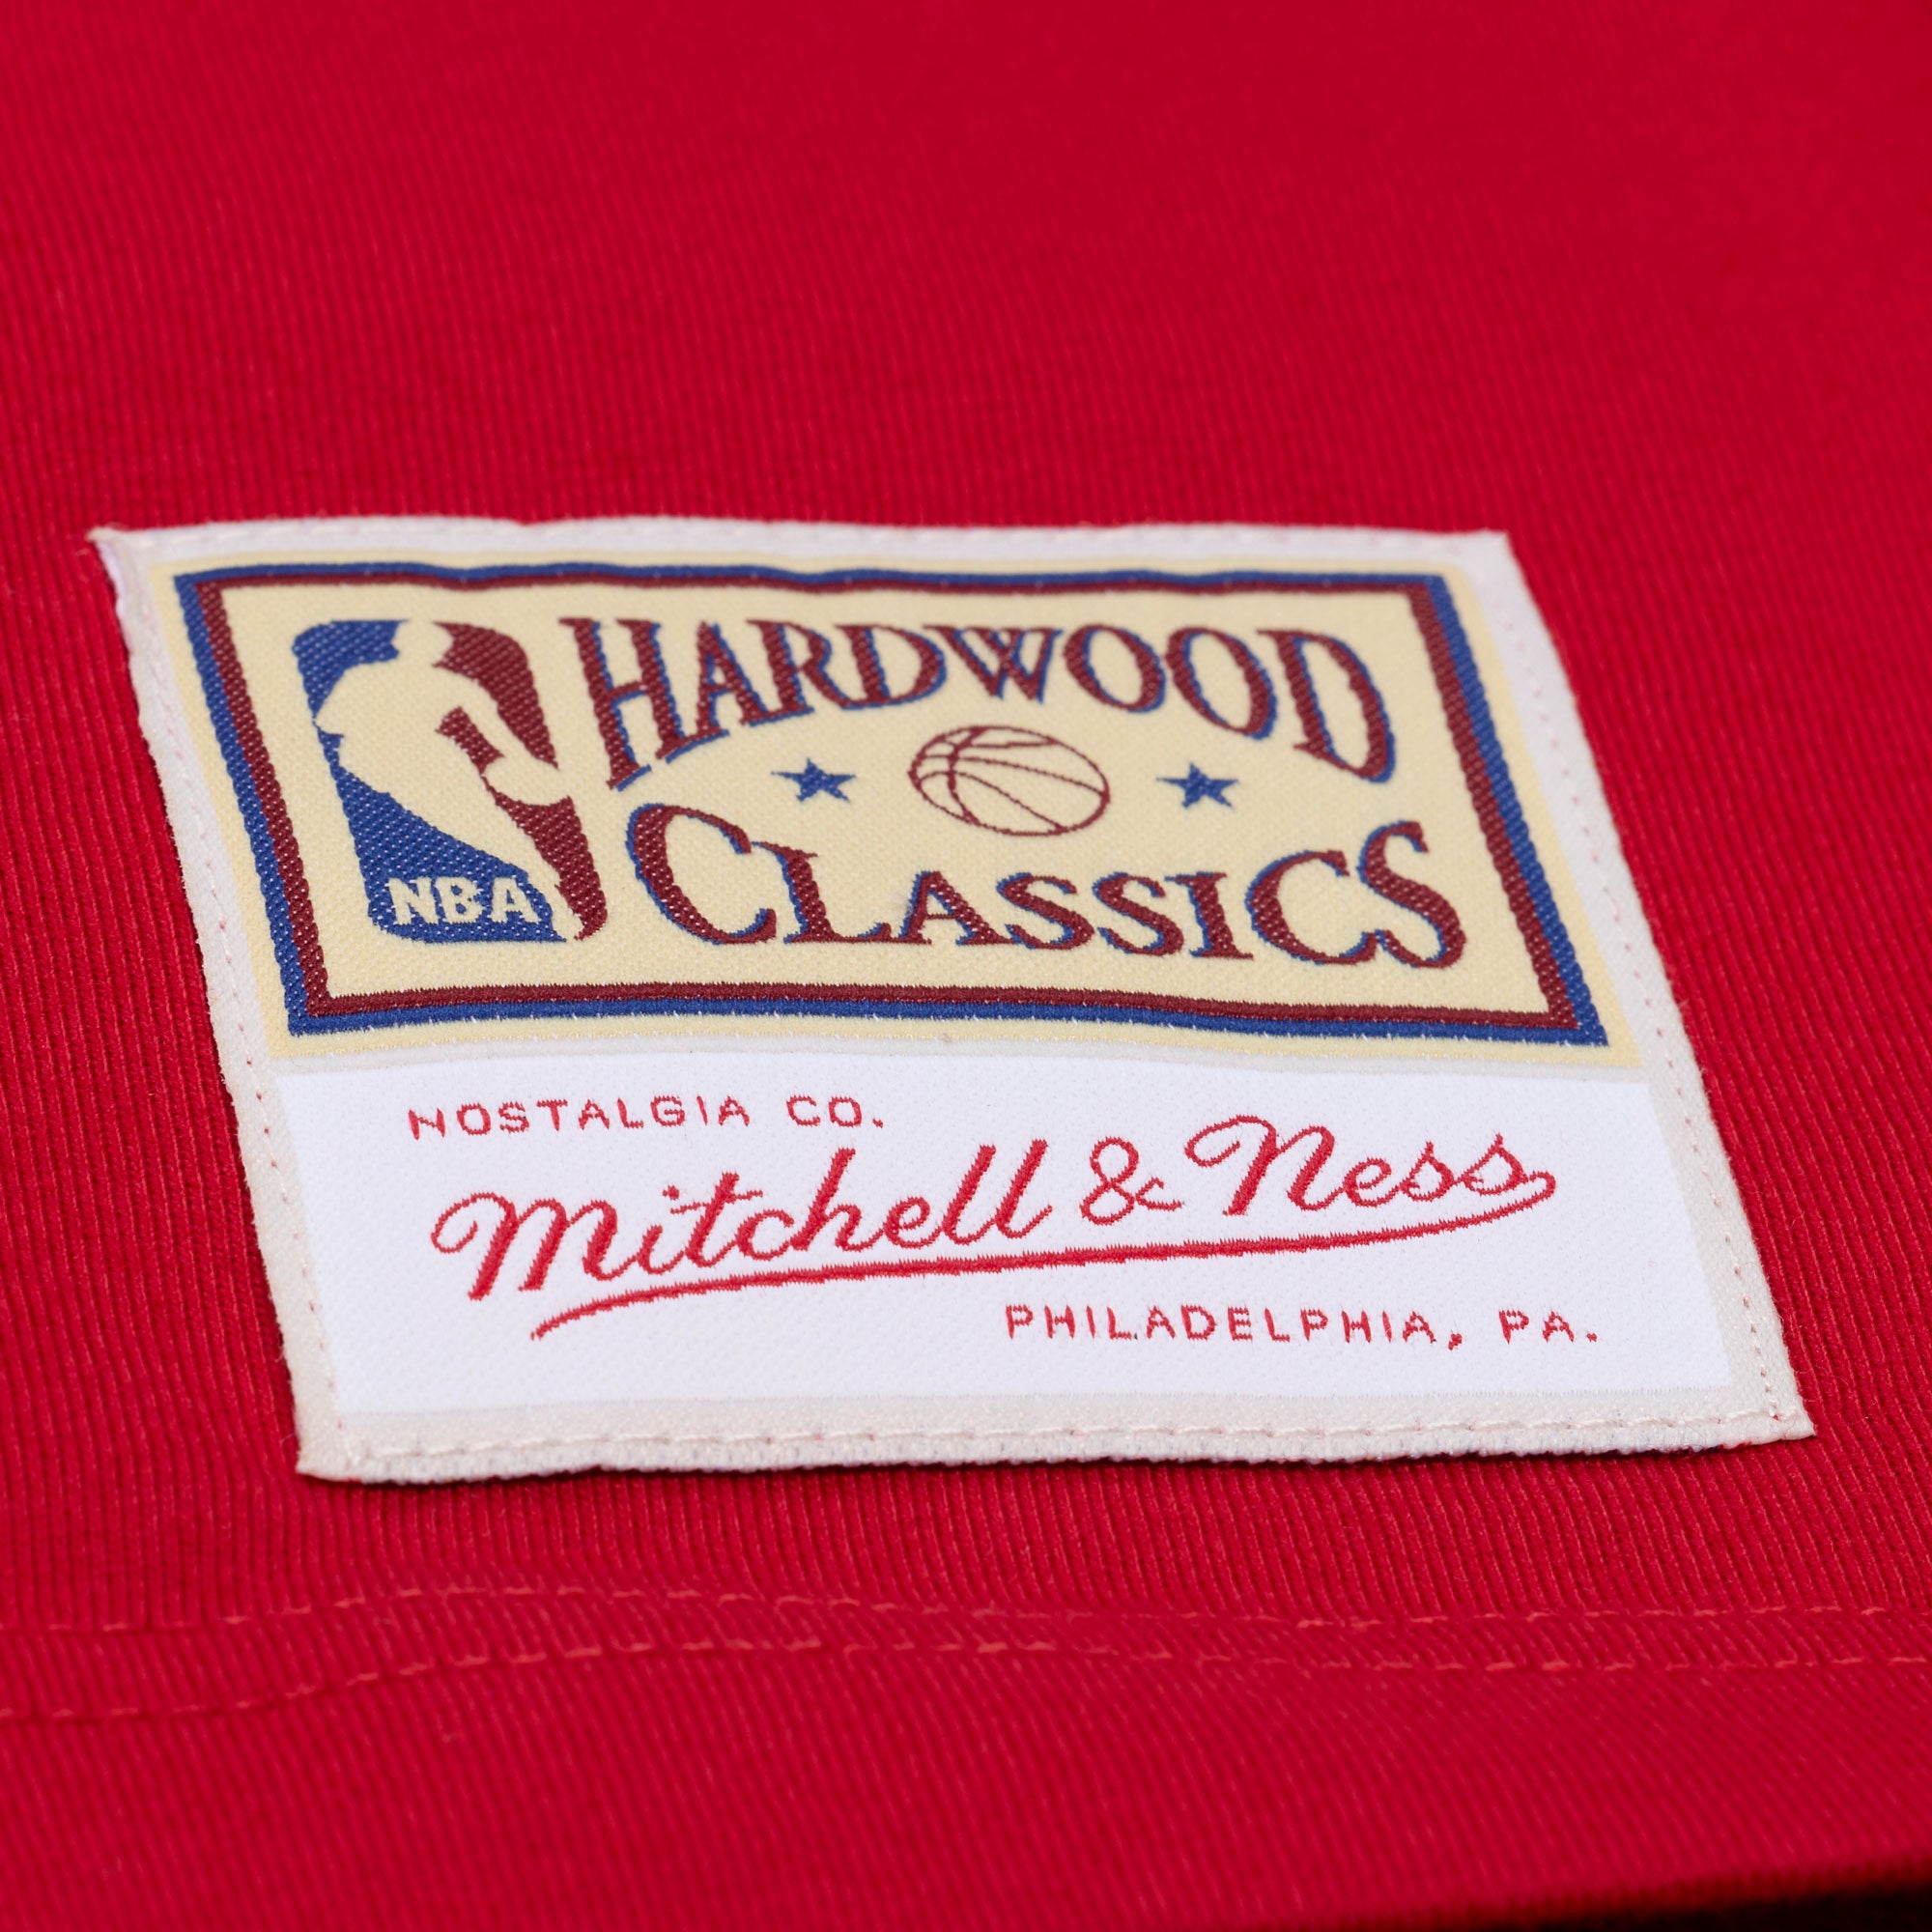 HARDWOOD
CLASSICS
NBA
NOSTALGIA CO.
Mitchell & Ness
PHILADELPHIA, PA.